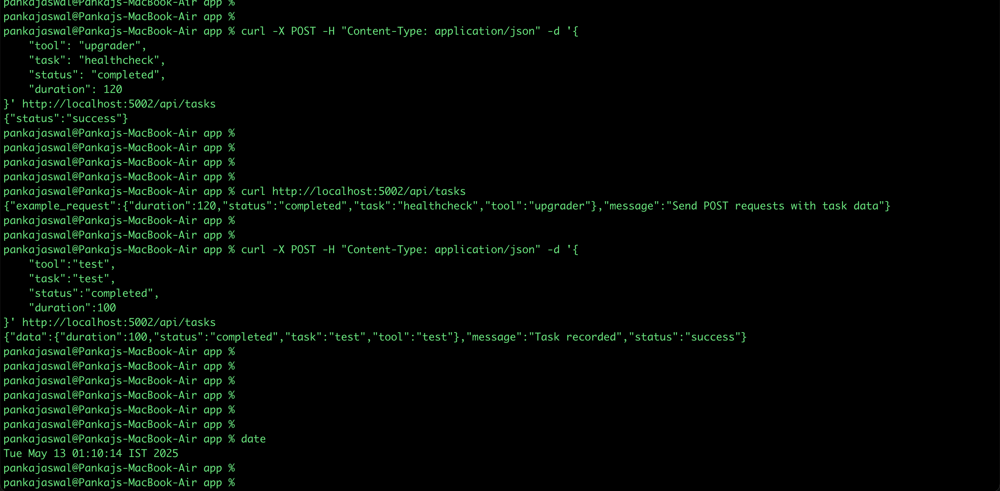 pankajaswal@Pankajs-MacBook-Air app %
pankajaswal@Pankajs-MacBook-Air app %
pankajaswal@Pankajs-MacBook-Air app % curl -X POST -H "Content-Type: application/json" -d '{
    "tool": "upgrader",
    "task": "healthcheck",
    "status": "completed",
    "duration": 120
}' http://localhost:5002/api/tasks
{"status":"success"}
pankajaswal@Pankajs-MacBook-Air app %
pankajaswal@Pankajs-MacBook-Air app %
pankajaswal@Pankajs-MacBook-Air app %
pankajaswal@Pankajs-MacBook-Air app %
pankajaswal@Pankajs-MacBook-Air app % curl http://localhost:5002/api/tasks
{"example_request":{"duration":120,"status":"completed","task":"healthcheck","tool":"upgrader"},"message":"Send POST requests with task data"}
pankajaswal@Pankajs-MacBook-Air app %
pankajaswal@Pankajs-MacBook-Air app %
pankajaswal@Pankajs-MacBook-Air app % curl -X POST -H "Content-Type: application/json" -d '{
    "tool":"test",
    "task":"test",
    "status":"completed",
    "duration":100
}' http://localhost:5002/api/tasks
{"data":{"duration":100,"status":"completed","task":"test","tool":"test"},"message":"Task recorded","status":"success"}
pankajaswal@Pankajs-MacBook-Air app %
pankajaswal@Pankajs-MacBook-Air app %
pankajaswal@Pankajs-MacBook-Air app %
pankajaswal@Pankajs-MacBook-Air app %
pankajaswal@Pankajs-MacBook-Air app %
pankajaswal@Pankajs-MacBook-Air app %
pankajaswal@Pankajs-MacBook-Air app % date
Tue May 13 01:10:14 IST 2025
pankajaswal@Pankajs-MacBook-Air app %
pankajaswal@Pankajs-MacBook-Air app %